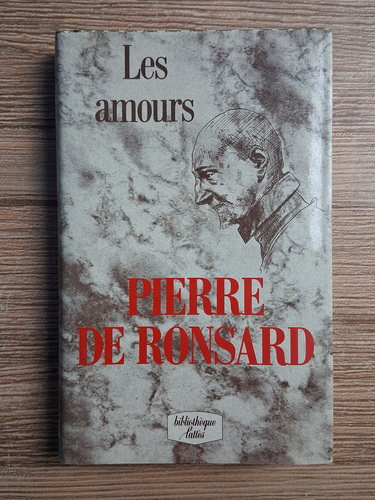 Les
amours
PIERRE
DE RONSARD
bibliothèque
Lattès